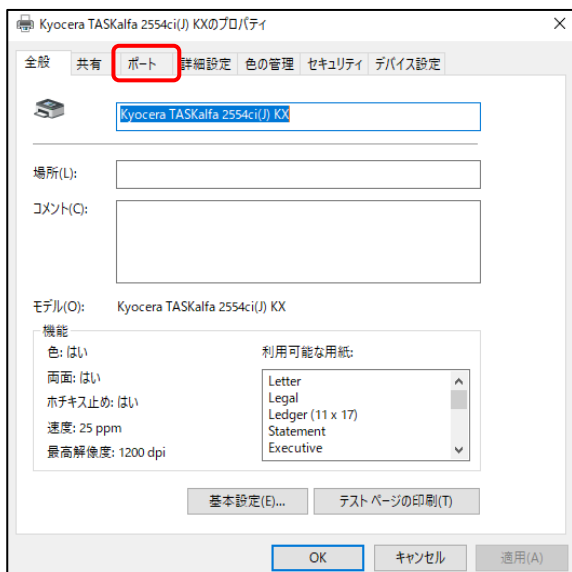 Kyocera TASKalfa 2554ci(J) KXのプロパティ
全般 共有 ポート 詳細設定 色の管理 セキュリティ デバイス設定
Kyocera TASKalfa 2554ci(J) KX
場所(L):
コメント(C):
モデル(O): Kyocera TASKalfa 2554ci(J) KX
機能
色: はい 利用可能な用紙:
両面: はい Letter
ホチキス止め: はい Legal
速度: 25 ppm Ledger (11 x 17)
最高解像度: 1200 dpi Statement
Executive
基本設定(E)... テスト ページの印刷(T)
OK キャンセル 適用(A)